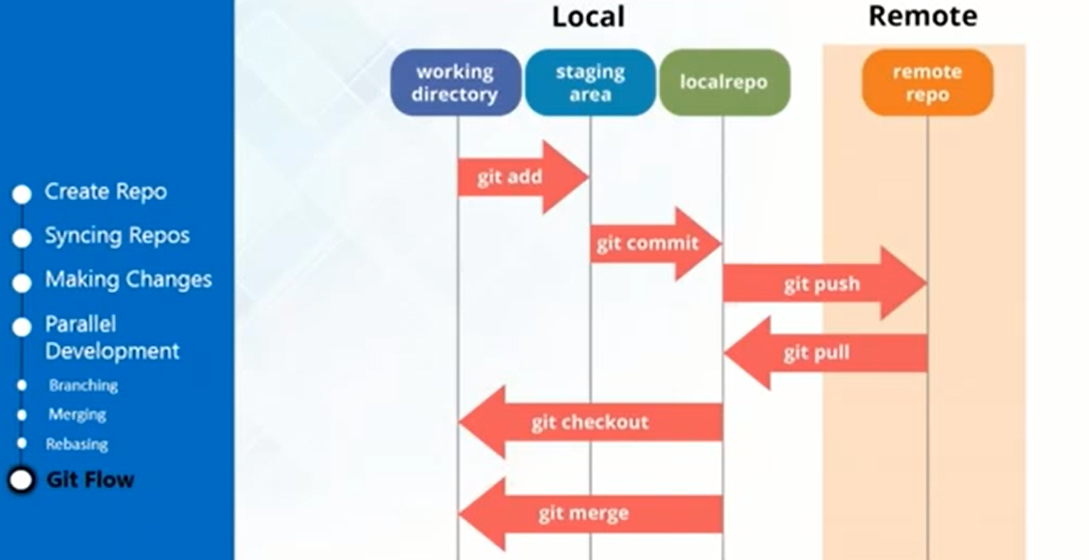 Local
Remote
working
directory
staging
area
localrepo
remote
repo
git add
git commit
git push
git pull
git checkout
git merge
Create Repo
Syncing Repos
Making Changes
Parallel
Development
Branching
Merging
Rebasing
Git Flow